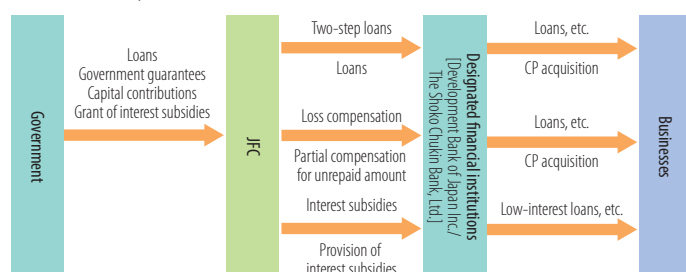 Government
Loans
Government guarantees
Capital contributions
Grant of interest subsidies
JFC
Two-step loans
Loans
Loss compensation
Partial compensation
for unrepaid amount
Interest subsidies
Provision of
interest subsidies
Designated financial institutions
[Development Bank of Japan Inc./
The Shoko Chukin Bank, Ltd.]
Loans, etc.
CP acquisition
Loans, etc.
CP acquisition
Low-interest loans, etc.
Businesses